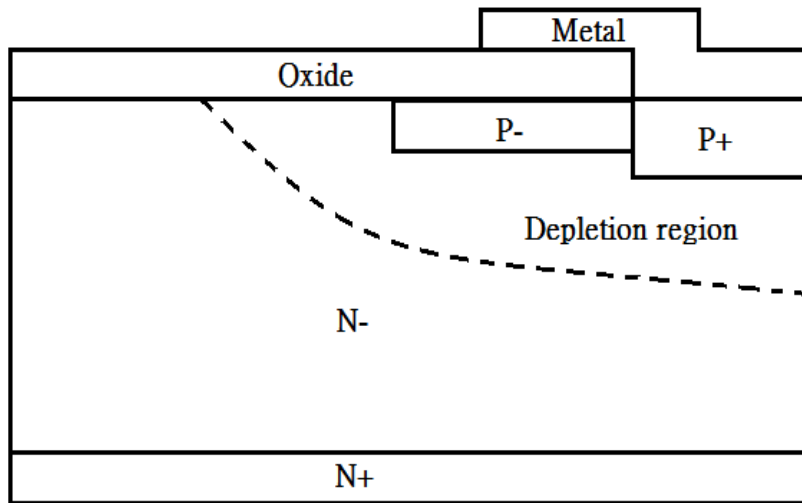 Metal
Oxide
P-
P+
Depletion region
N-
N+